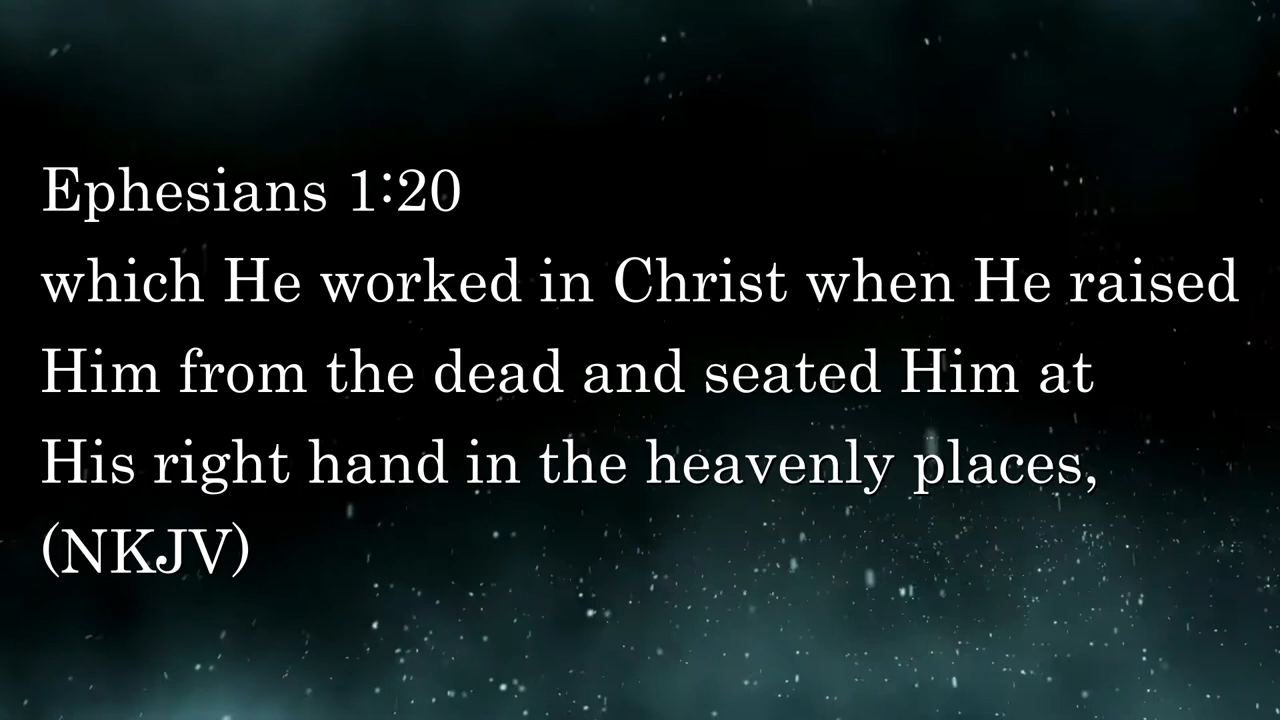 Ephesians 1:20
which He worked in Christ when He raised
Him from the dead and seated Him at
His right hand in the heavenly places,
(NKJV)